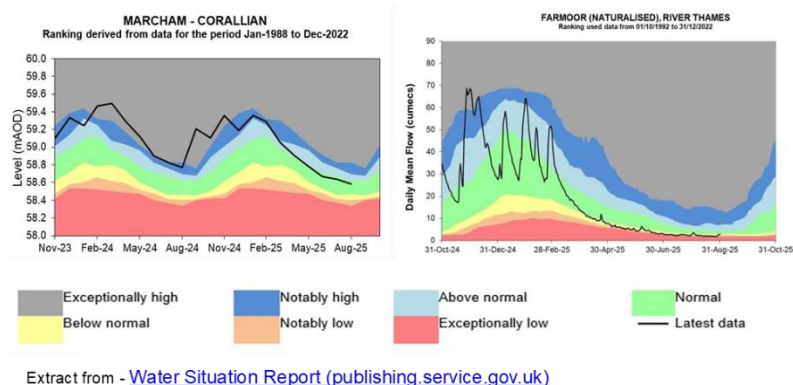 MARCHAM - CORALLIAN
Ranking derived from data for the period Jan-1988 to Dec-2022
Level (mAOD)
60.0
59.8
59.6
59.4
59.2
59.0
58.8
58.6
58.4
58.2
58.0
Nov-23 Feb-24 May-24 Aug-24 Nov-24 Feb-25 May-25 Aug-25
FARMOOR (NATURALISED), RIVER THAMES
Ranking used data from 01/10/1992 to 31/12/2022
Daily Mean Flow (cumecs)
90
80
70
60
50
40
30
20
10
0
31-Oct-24 31-Dec-24 28-Feb-25 30-Apr-25 30-Jun-25 31-Aug-25 31-Oct-25
Exceptionally high Notably high Above normal Normal
Below normal Notably low Exceptionally low Latest data
Extract from - Water Situation Report (publishing.service.gov.uk)